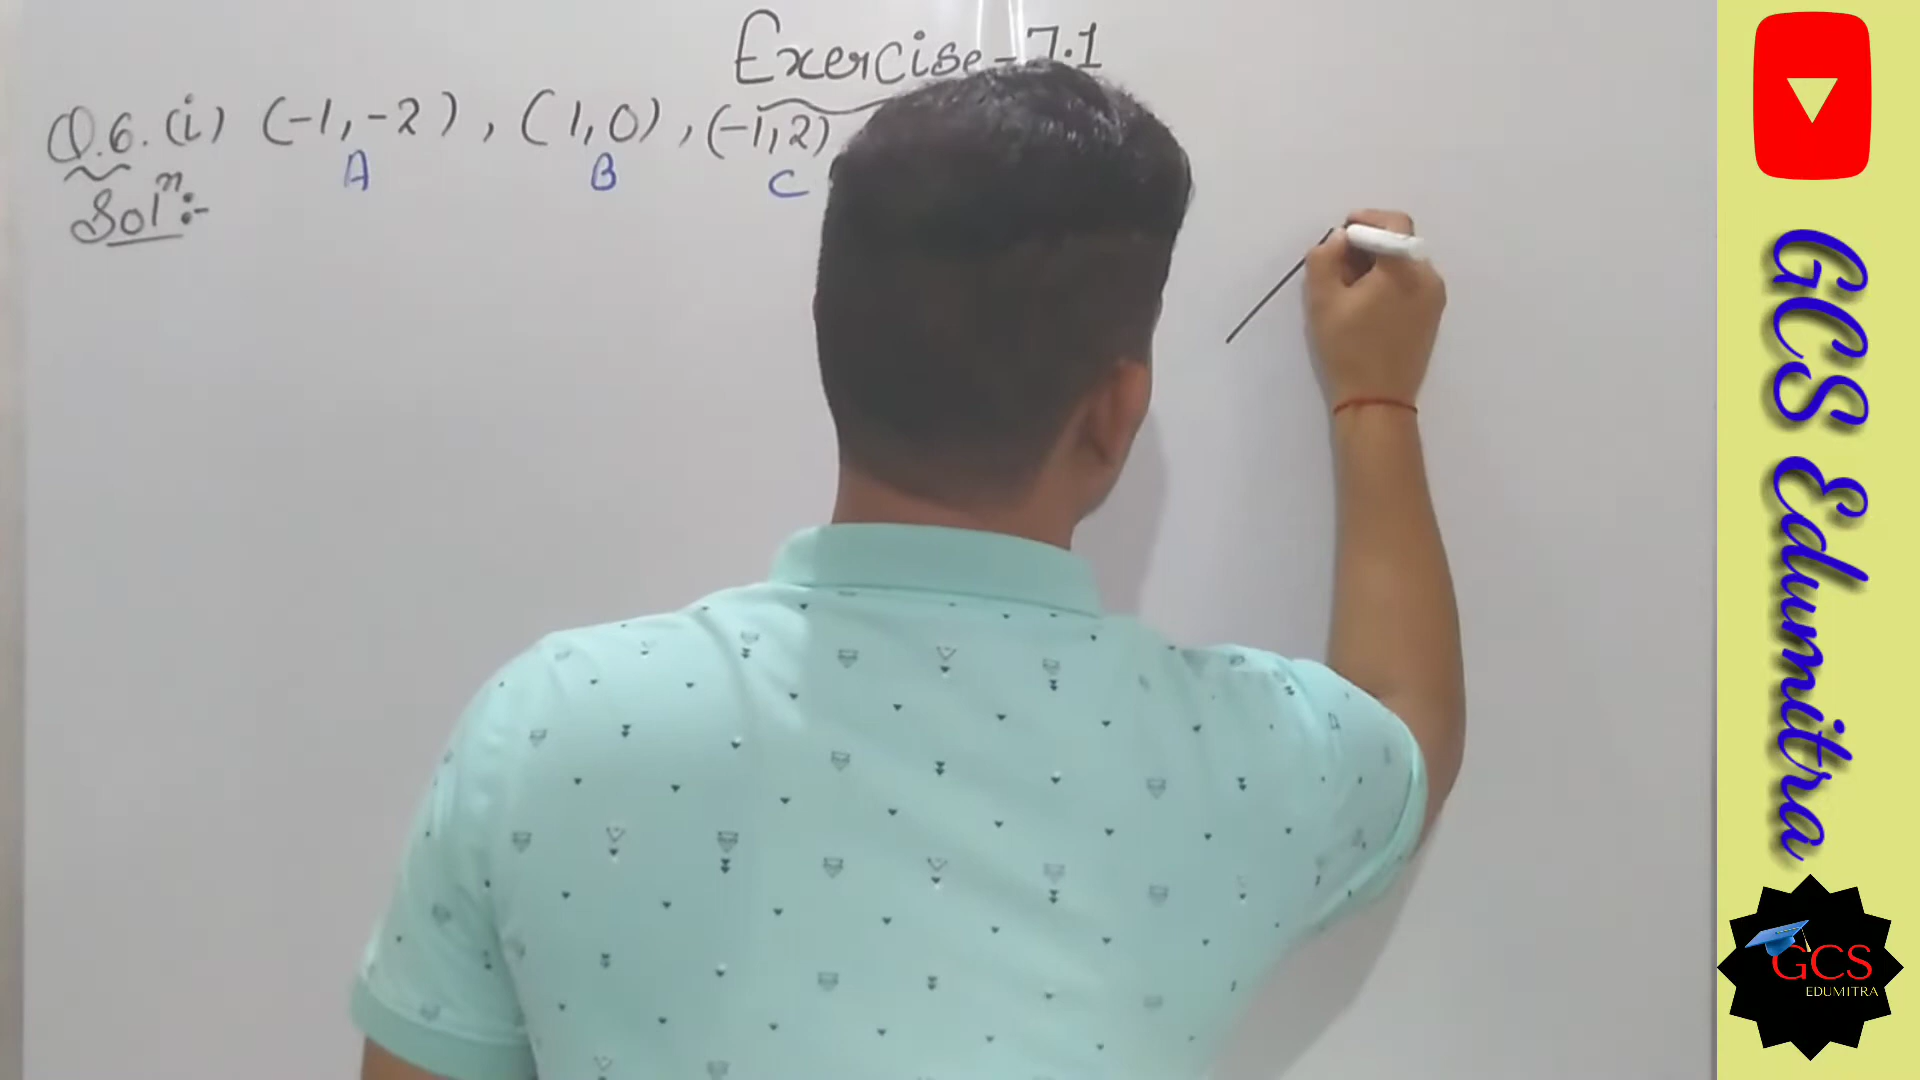 Exercise - 7.1
Q.6. (i) (-1,-2), (1,0), (-1,2)
A B C
Solⁿ:-
GCS Edumitra
GCS
EDUMITRA